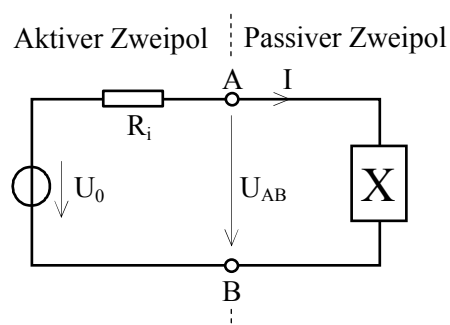 Aktiver Zweipol Passiver Zweipol
A I
Ri
U0 UAB X
B